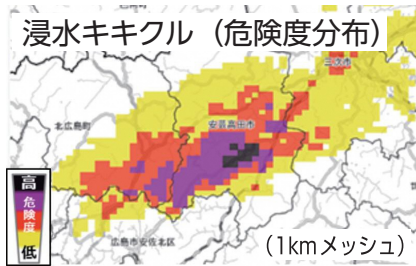 浸水キキクル（危険度分布）
三次市
安芸高田市
北広島町
高
危険度
低
広島市安佐北区
（1kmメッシュ）